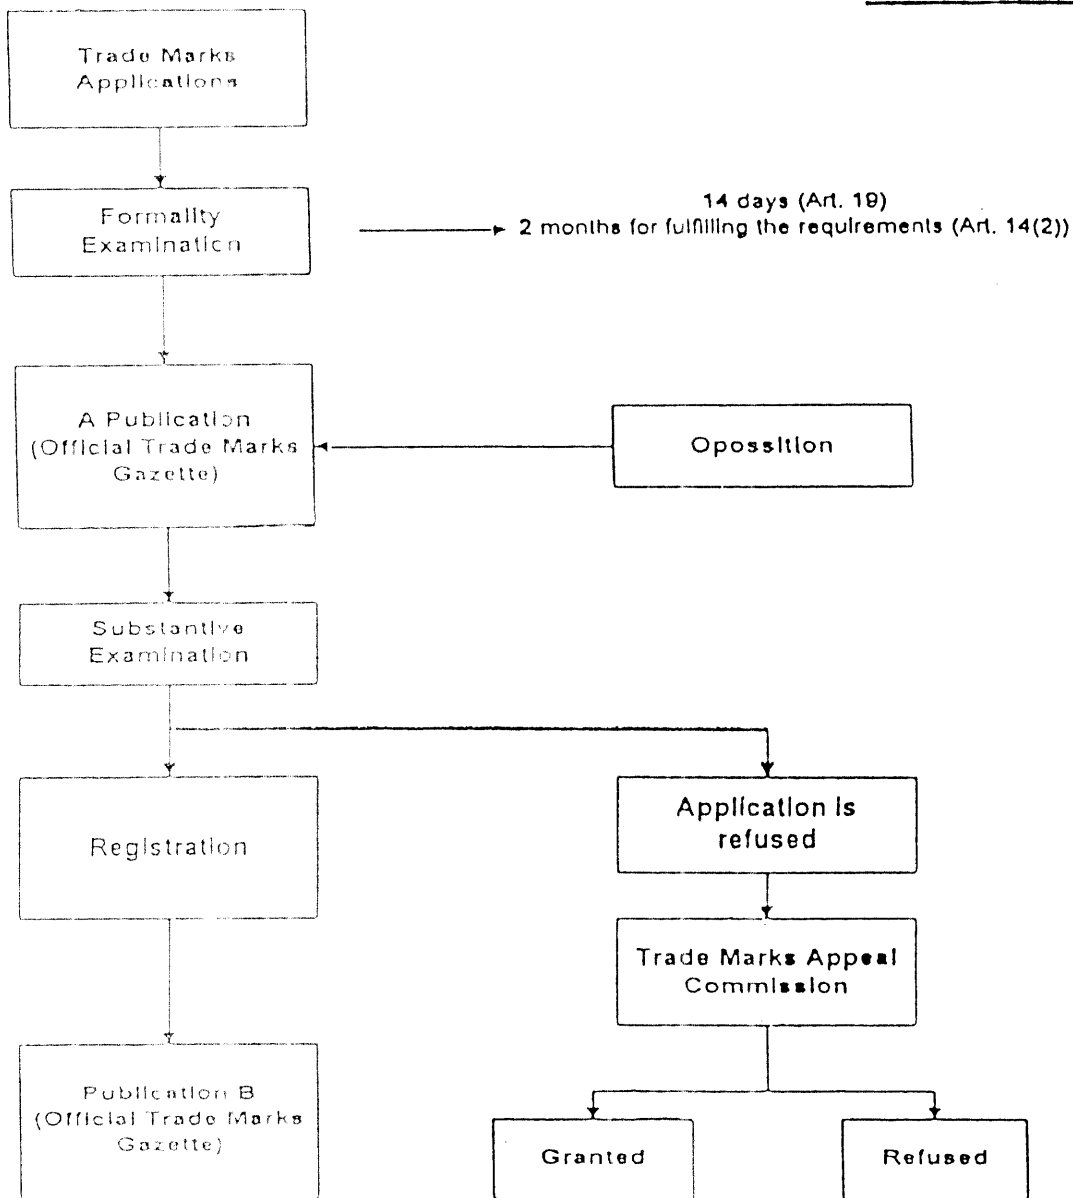 Trade Marks
Applications
Formality
Examination
14 days (Art. 19)
2 months for fulfilling the requirements (Art. 14(2))
A Publication
(Official Trade Marks
Gazette)
Opossition
Substantive
Examination
Registration
Application is
refused
Trade Marks Appeal
Commission
Publication B
(Official Trade Marks
Gazette)
Granted
Refused